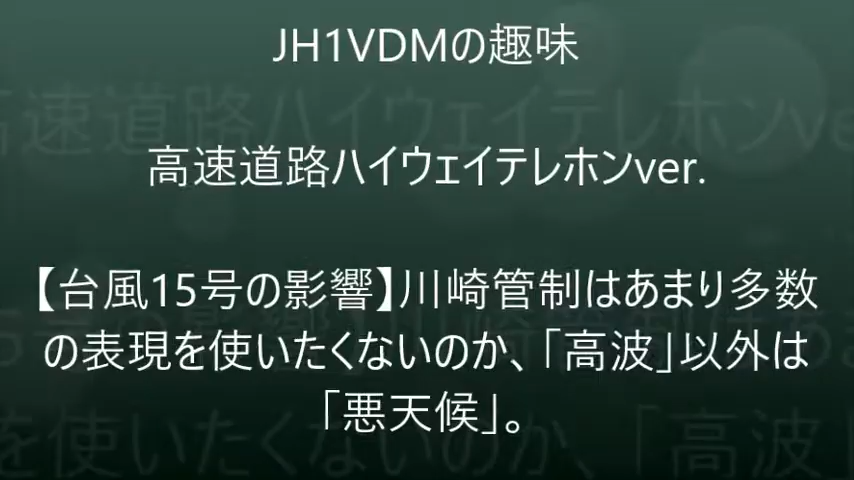 JH1VDMの趣味
高速道路ハイウェイテレホンver.
【台風15号の影響】川崎管制はあまり多数
の表現を使いたくないのか、「高波」以外は
「悪天候」。